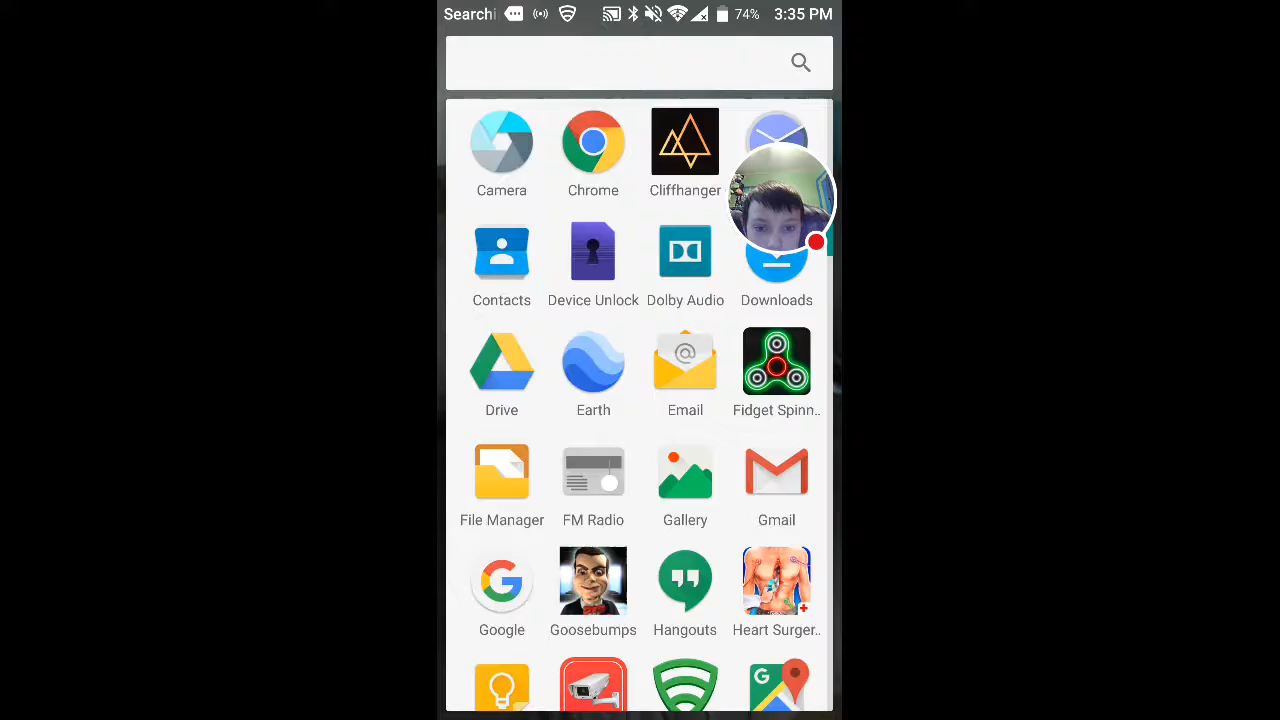 Searchi 74% 3:35 PM
Camera Chrome Cliffhanger
Contacts Device Unlock Dolby Audio Downloads
Drive Earth Email Fidget Spinn..
File Manager FM Radio Gallery Gmail
Google Goosebumps Hangouts Heart Surger..